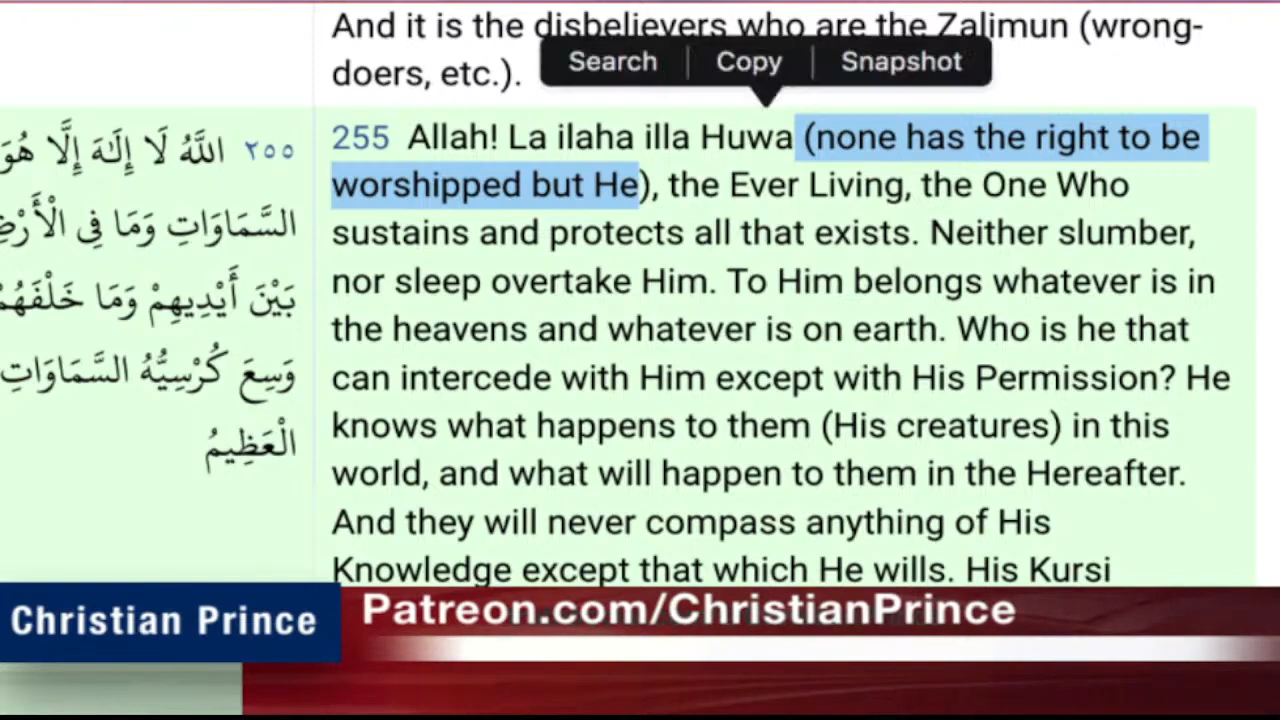 And it is the disbelievers who are the Zalimun (wrong-
doers, etc.).
Search Copy Snapshot
255 Allah! La ilaha illa Huwa (none has the right to be
worshipped but He), the Ever Living, the One Who
sustains and protects all that exists. Neither slumber,
nor sleep overtake Him. To Him belongs whatever is in
the heavens and whatever is on earth. Who is he that
can intercede with Him except with His Permission? He
knows what happens to them (His creatures) in this
world, and what will happen to them in the Hereafter.
And they will never compass anything of His
Knowledge except that which He wills. His Kursi
٢٥٥ اللَّهُ لَا إِلَٰهَ إِلَّا هُوَ
السَّمَاوَاتِ وَمَا فِي الْأَرْضِ
بَيْنَ أَيْدِيهِمْ وَمَا خَلْفَهُمْ
وَسِعَ كُرْسِيُّهُ السَّمَاوَاتِ
الْعَظِيمُ
Christian Prince
Patreon.com/ChristianPrince